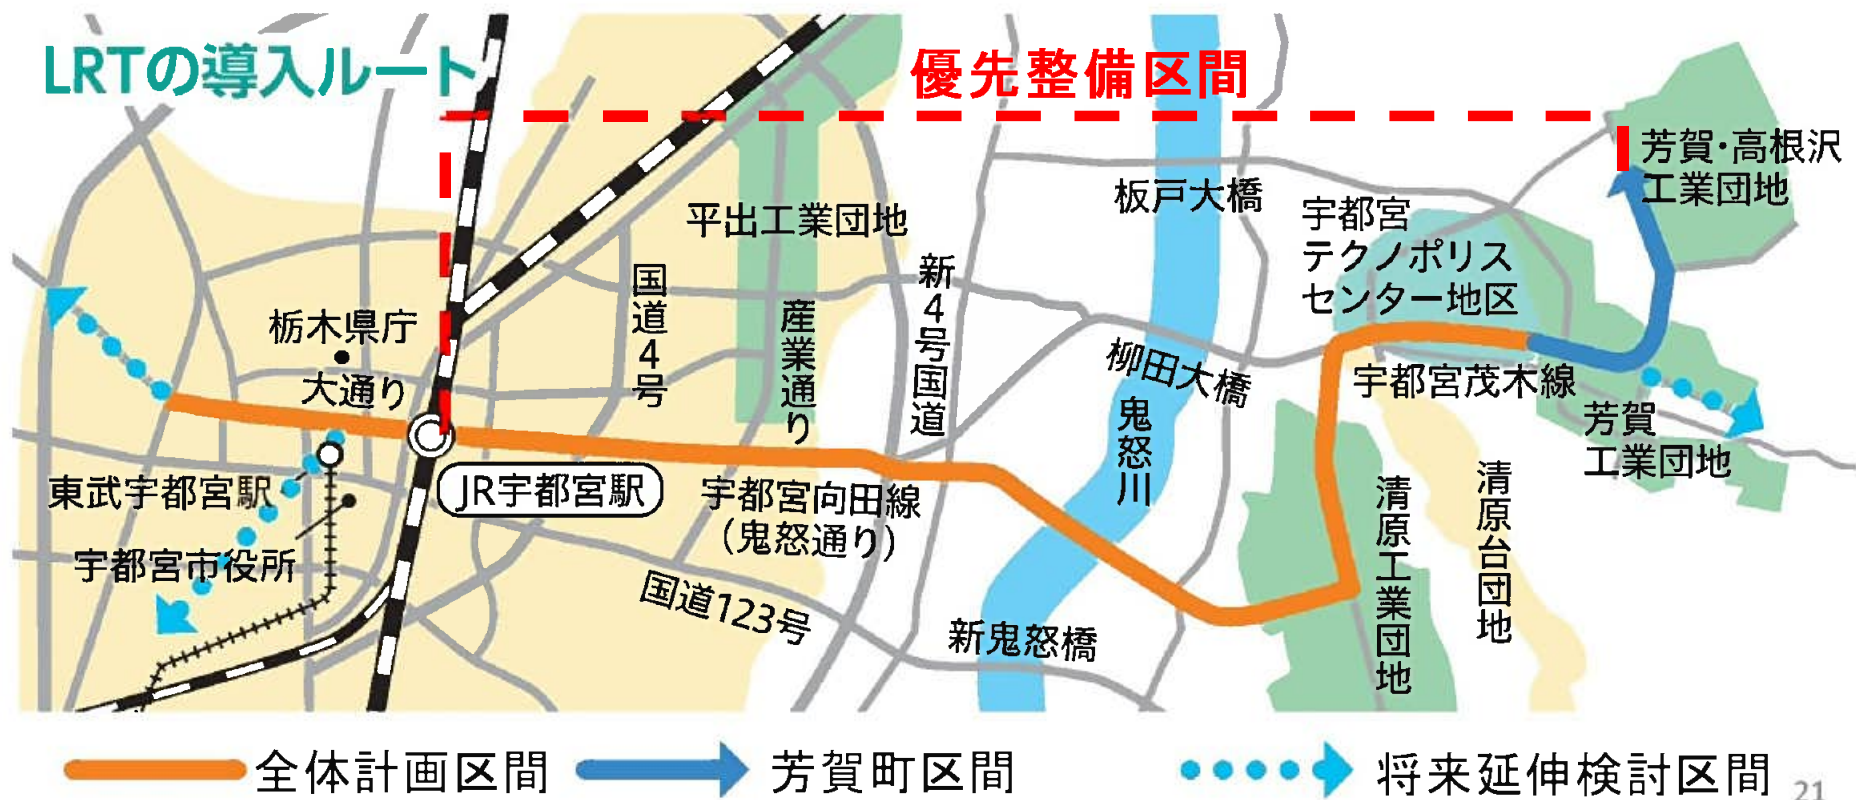 LRTの導入ルート
優先整備区間
芳賀・高根沢
工業団地
板戸大橋
平出工業団地
宇都宮
テクノポリス
センター地区
新4号国道
国道4号
産業通り
栃木県庁
大通り
柳田大橋
宇都宮茂木線
鬼怒川
芳賀
工業団地
東武宇都宮駅
JR宇都宮駅
宇都宮向田線
(鬼怒通り)
清原工業団地
清原台団地
宇都宮市役所
国道123号
新鬼怒橋
全体計画区間
芳賀町区間
将来延伸検討区間
21